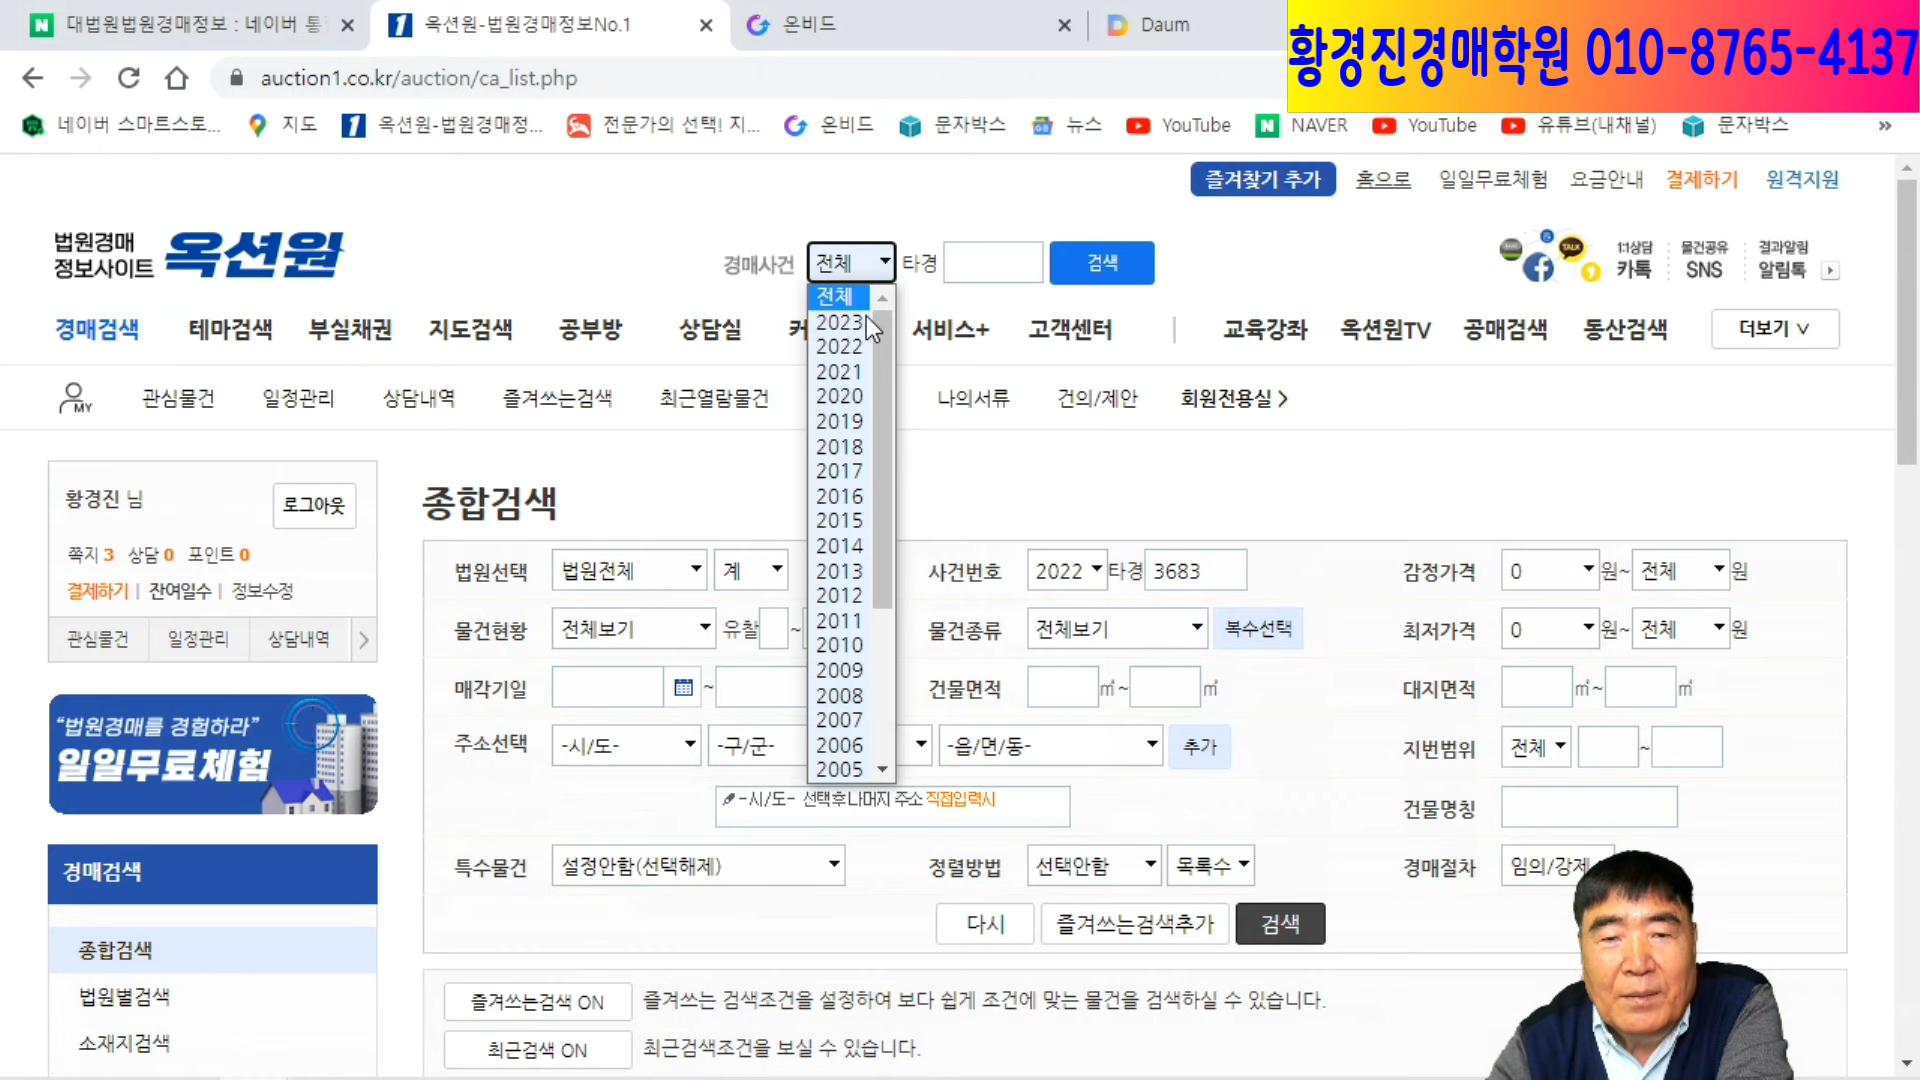 대법원법원경매정보 : 네이버 통
옥션원-법원경매정보No.1
온비드
Daum
황경진경매학원 010-8765-4137
auction1.co.kr/auction/ca_list.php
네이버 스마트스토...
지도
옥션원-법원경매정...
전문가의 선택! 지...
온비드
문자박스
뉴스
YouTube
NAVER
YouTube
유튜브(내채널)
문자박스
»
즐겨찾기 추가
홈으로
일일무료체험
요금안내
결제하기
원격지원
법원경매
정보사이트
옥션원
경매사건
전체
타경
검색
TALK
1:1상담
카톡
물건공유
SNS
결과알림
알림톡
경매검색
테마검색
부실채권
지도검색
공부방
상담실
커
서비스+
고객센터
교육강좌
옥션원TV
공매검색
동산검색
더보기 ∨
MY
관심물건
일정관리
상담내역
즐겨쓰는검색
최근열람물건
나의서류
건의/제안
회원전용실 >
전체
2023
2022
2021
2020
2019
2018
2017
2016
2015
2014
2013
2012
2011
2010
2009
2008
2007
2006
2005
황경진 님
로그아웃
쪽지 3 상담 0 포인트 0
결제하기 | 잔여일수 | 정보수정
관심물건
일정관리
상담내역
>
“법원경매를 경험하라”
일일무료체험
경매검색
종합검색
법원별검색
소재지검색
종합검색
법원선택
법원전체
계
사건번호
2022
타경
3683
감정가격
0
원~
전체
원
물건현황
전체보기
유찰
~
물건종류
전체보기
복수선택
최저가격
0
원~
전체
원
매각기일
~
건물면적
㎡~
㎡
대지면적
㎡~
㎡
주소선택
-시/도-
-구/군-
-읍/면/동-
추가
지번범위
전체
~
-시/도- 선택후 나머지 주소 직접입력시
건물명칭
특수물건
설정안함(선택해제)
정렬방법
선택안함
목록수
경매절차
임의/강제
다시
즐겨쓰는검색추가
검색
즐겨쓰는검색 ON
즐겨쓰는 검색조건을 설정하여 보다 쉽게 조건에 맞는 물건을 검색하실 수 있습니다.
최근검색 ON
최근검색조건을 보실 수 있습니다.